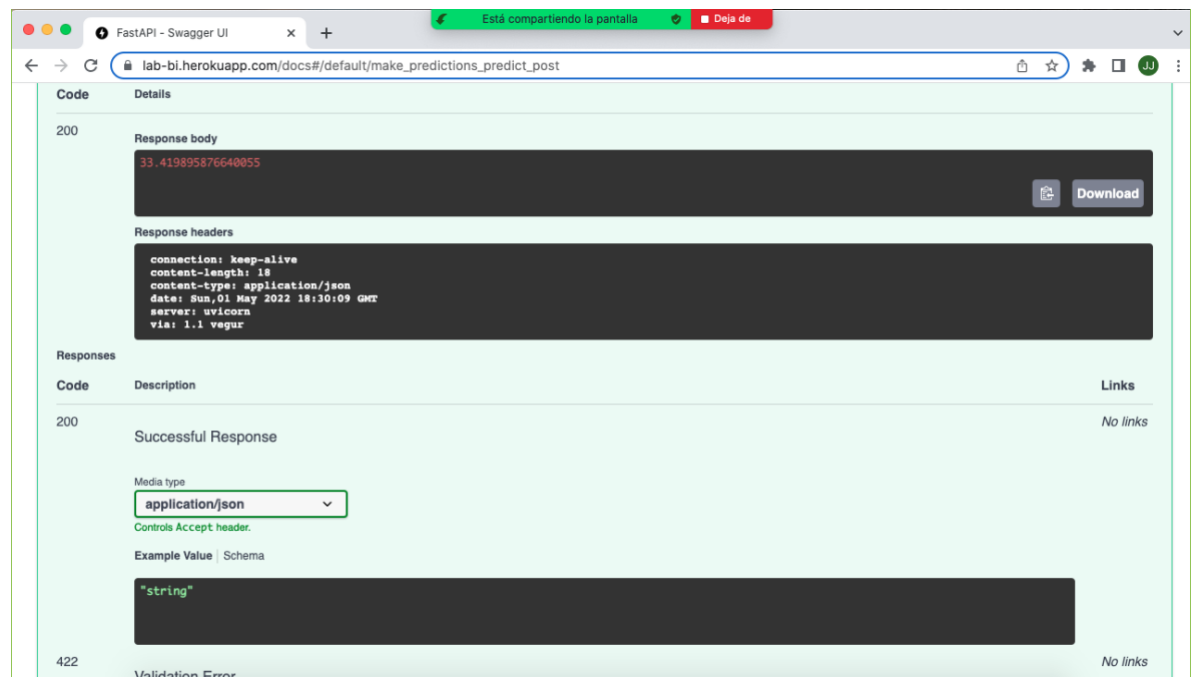 Está compartiendo la pantalla
Deja de
FastAPI - Swagger UI
lab-bi.herokuapp.com/docs#/default/make_predictions_predict_post
JJ
Code Details
200
Response body
33.419895876640055
Download
Response headers
connection: keep-alive
content-length: 18
content-type: application/json
date: Sun,01 May 2022 18:30:09 GMT
server: uvicorn
via: 1.1 vegur
Responses
Code Description Links
200 No links
Successful Response
Media type
application/json
Controls Accept header.
Example Value | Schema
"string"
422 No links
Validation Error